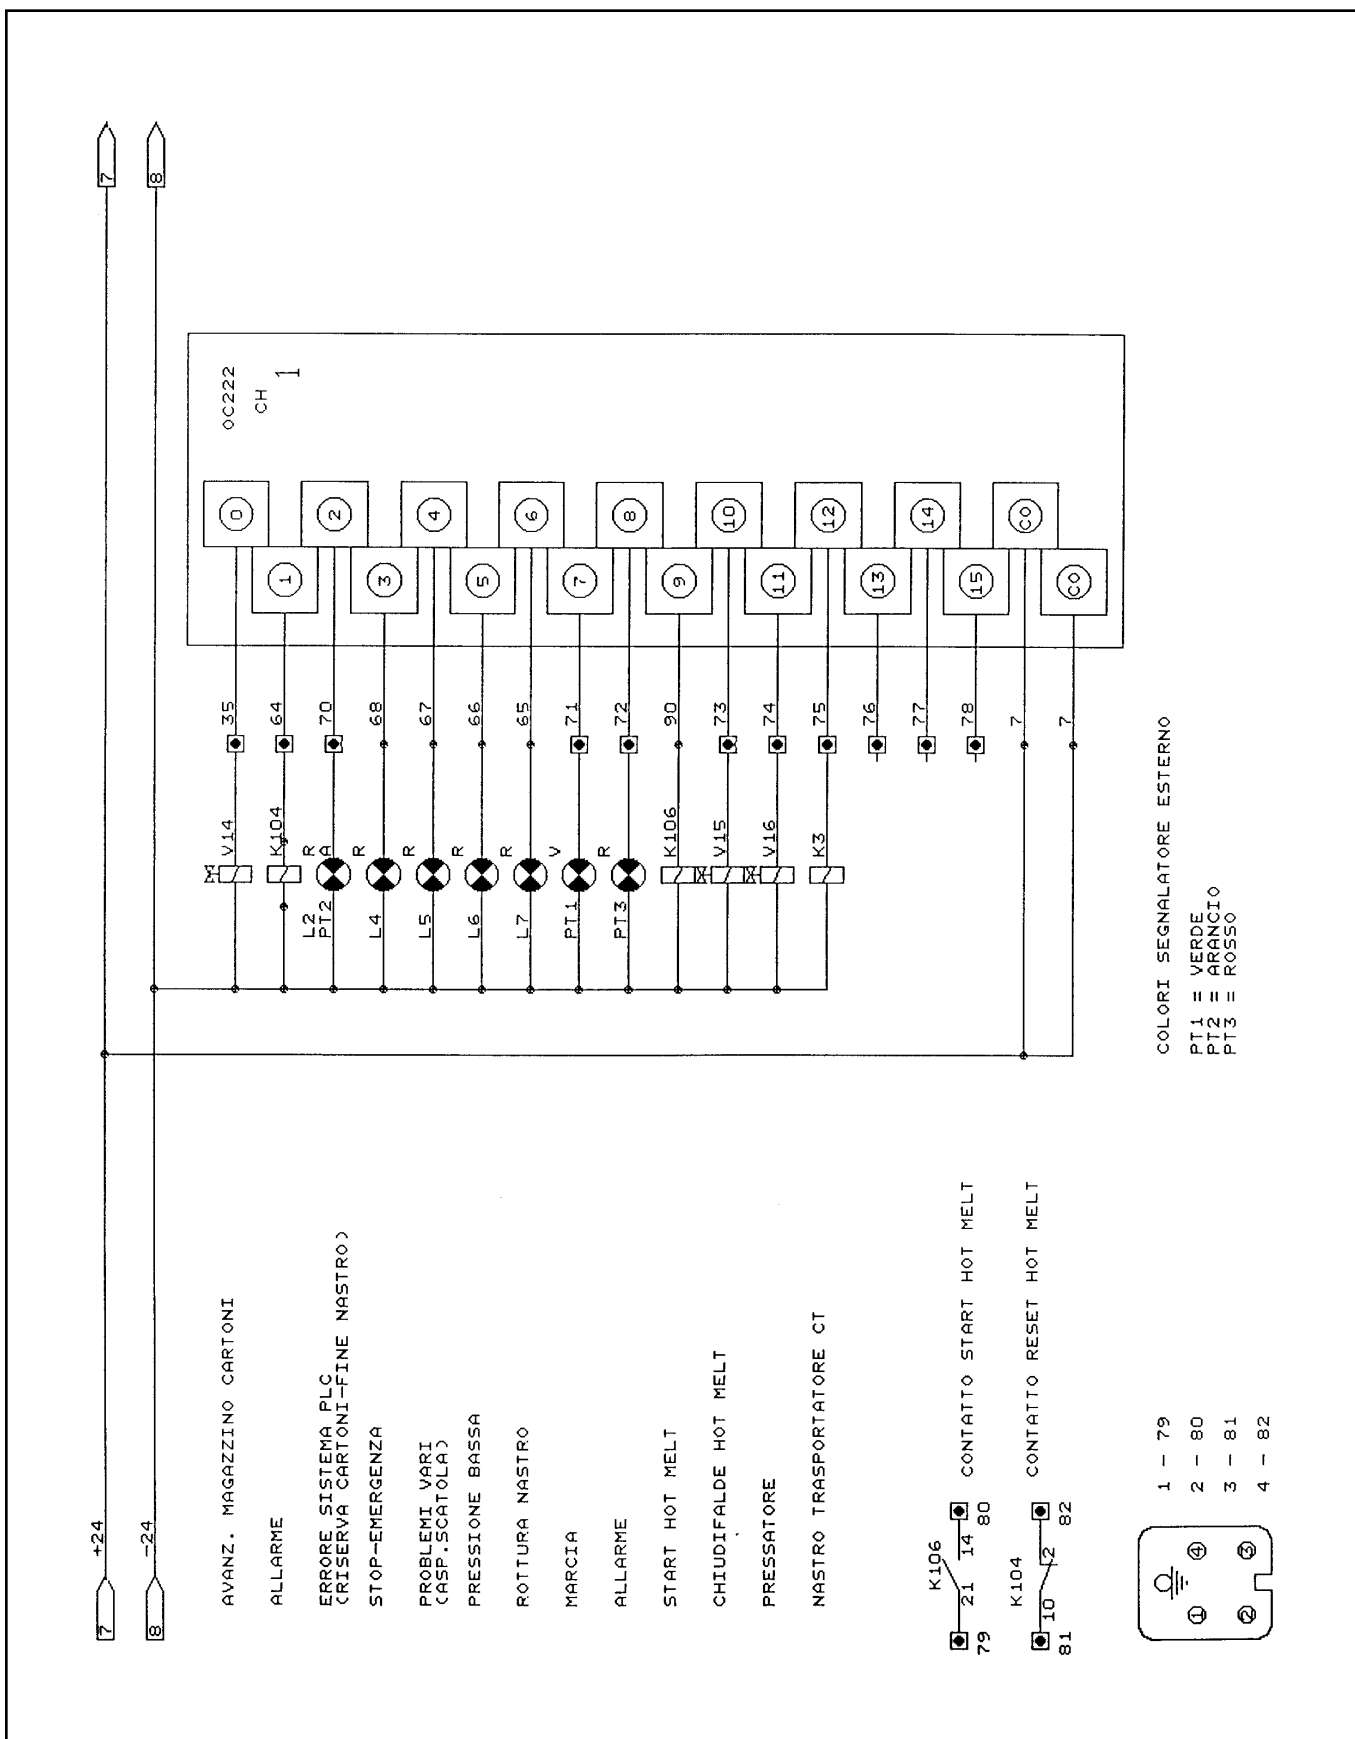 7 +24 7
8 -24 8
OC222
CH 1
AVANZ. MAGAZZINO CARTONI V14 35 0
ALLARME K104 64 1
ERRORE SISTEMA PLC
(RISERVA CARTONI-FINE NASTRO)
L2 R
PT2 A 70 2
STOP-EMERGENZA L4 R 68 3
PROBLEMI VARI
(ASP.SCATOLA)
L5 R 67 4
PRESSIONE BASSA L6 R 66 5
ROTTURA NASTRO L7 R 65 6
MARCIA PT1 V 71 7
ALLARME PT3 R 72 8
START HOT MELT K106 90 9
CHIUDIFALDE HOT MELT V15 73 10
PRESSATORE V16 74 11
NASTRO TRASPORTATORE CT K3 75 12
76 13
77 14
78 15
7 CO
7 CO
K106
79 21 14 80 CONTATTO START HOT MELT
K104
81 10 2 82 CONTATTO RESET HOT MELT
1 4
2 3
1 - 79
2 - 80
3 - 81
4 - 82
COLORI SEGNALATORE ESTERNO
PT1 = VERDE
PT2 = ARANCIO
PT3 = ROSSO